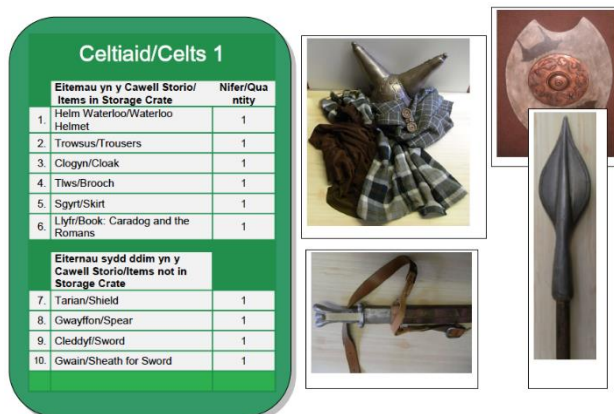 Celtiaid/Celts 1
Eitemau yn y Cawell Storio/ Nifer/Qua
Items in Storage Crate ntity
1. Helm Waterloo/Waterloo 1
Helmet
2. Trowsus/Trousers 1
3. Clogyn/Cloak 1
4. Tlws/Brooch 1
5. Sgyrt/Skirt 1
6. Llyfr/Book: Caradog and the 1
Romans
Eiternau sydd ddim yn y
Cawell Storio/Items not in
Storage Crate
7. Tarian/Shield 1
8. Gwayffon/Spear 1
9. Cleddyf/Sword 1
10. Gwain/Sheath for Sword 1